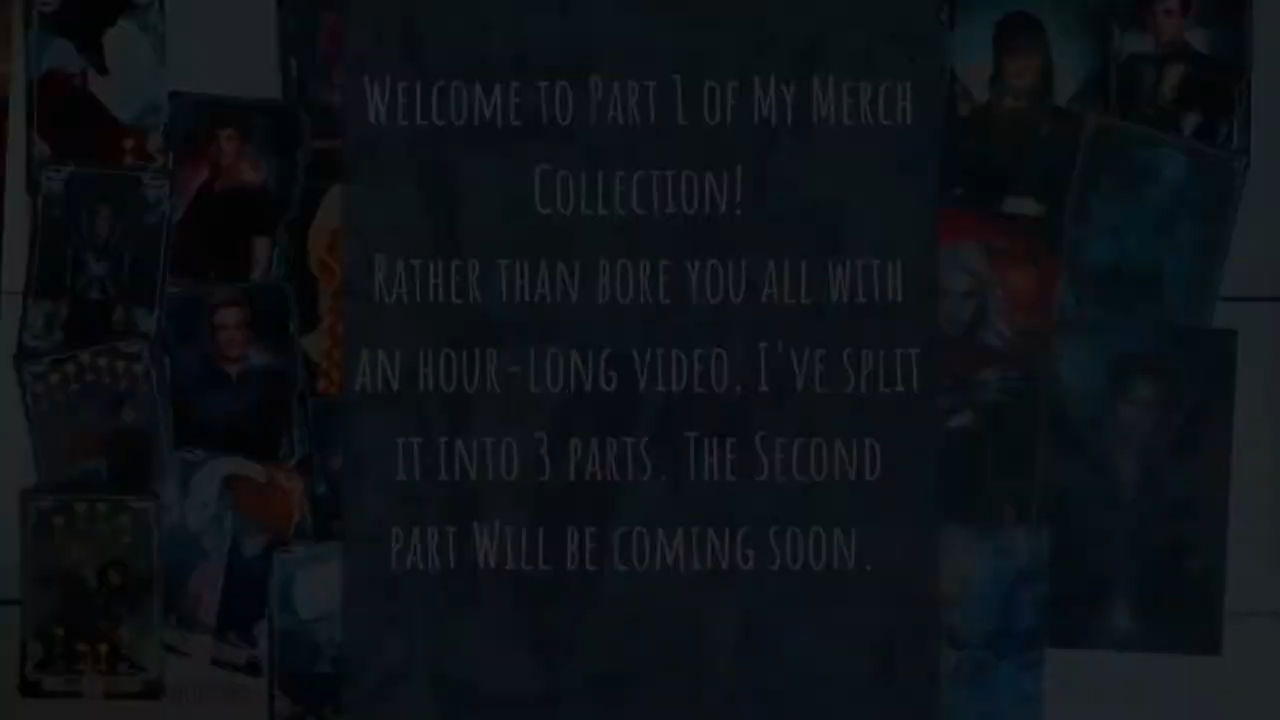 Welcome to Part 1 of My Merch
Collection!
Rather than bore you all with
an hour-long video, I've split
it into 3 parts. The Second
part Will be coming soon.